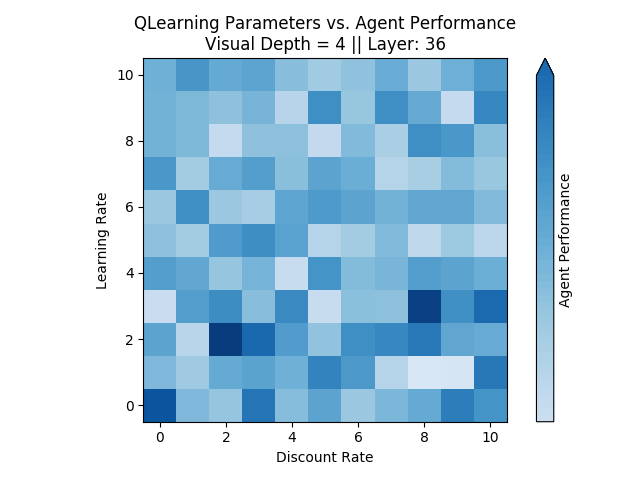 QLearning Parameters vs. Agent Performance
Visual Depth = 4 || Layer: 36
10
8
6
4
2
0
Learning Rate
0 2 4 6 8 10
Discount Rate
Agent Performance